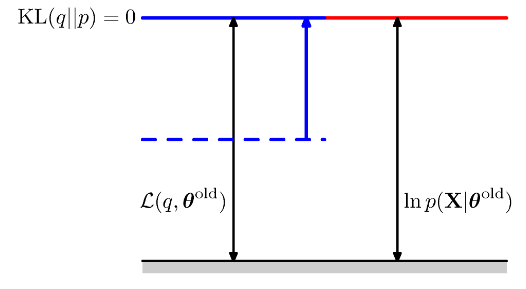 KL(q||p) = 0
ℒ(q, θ^old)
ln p(X|θ^old)